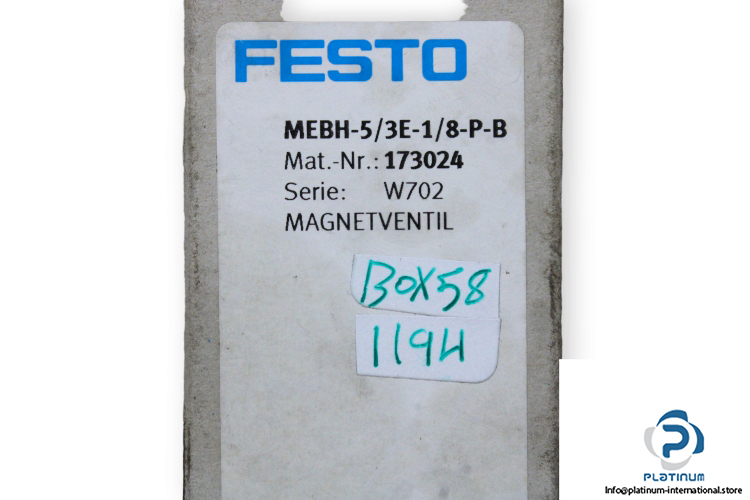 FESTO
MEBH-5/3E-1/8-P-B
Mat.-Nr.: 173024
Serie: W702
MAGNETVENTIL
BOX58
1194
PLATINUM
Info@platinum-international.store